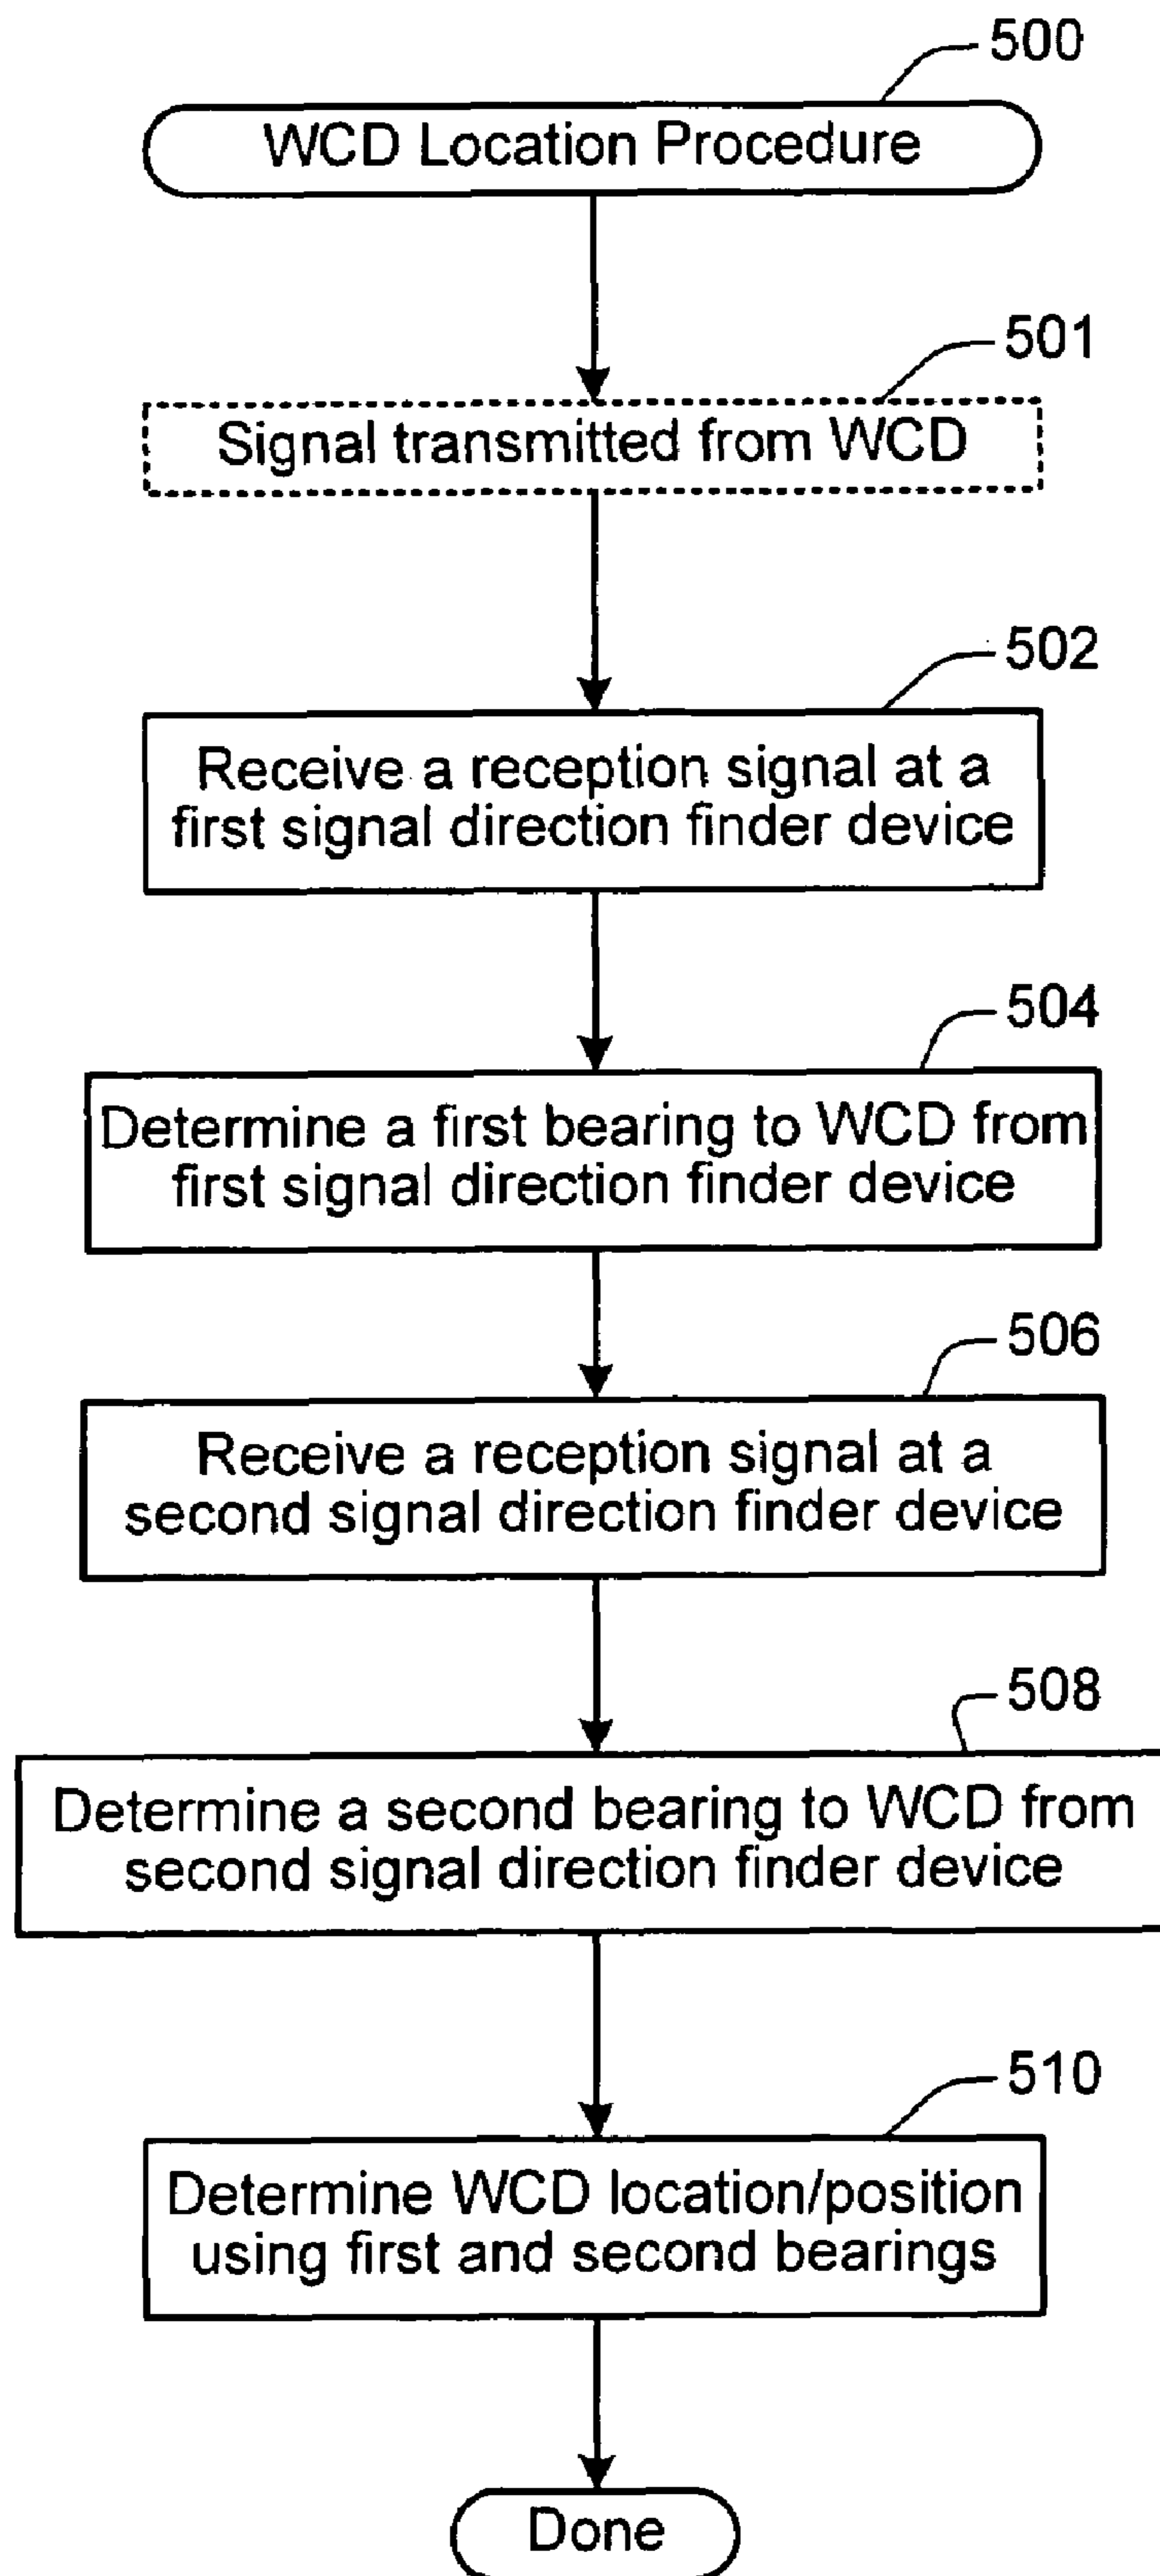 500
WCD Location Procedure
501
Signal transmitted from WCD
502
Receive a reception signal at a
first signal direction finder device
504
Determine a first bearing to WCD from
first signal direction finder device
506
Receive a reception signal at a
second signal direction finder device
508
Determine a second bearing to WCD from
second signal direction finder device
510
Determine WCD location/position
using first and second bearings
Done